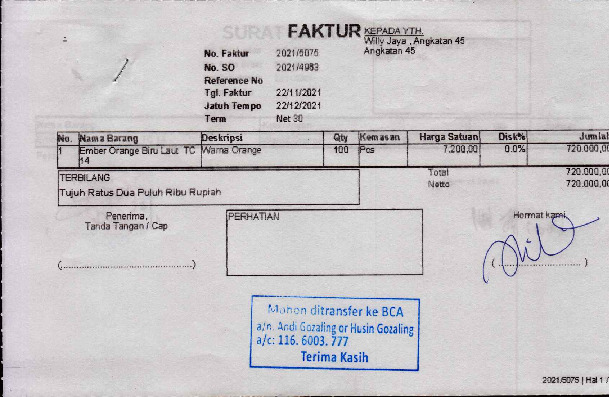 FAKTUR
KEPADA YTH.
Willy Jaya , Angkatan 45
Angkatan 45
No. Faktur 2021/5075
No. SO 2021/4983
Reference No
Tgl. Faktur 22/11/2021
Jatuh Tempo 22/12/2021
Term Net 30
No. Nama Barang Deskripsi Qty Kemasan Harga Satuan Disk% Jumlah
1 Ember Orange Biru Laut TC Warna Orange 100 Pcs 7,200,00 0.0% 720.000,00
14
Total 720.000,00
Netto 720.000,00
TERBILANG
Tujuh Ratus Dua Puluh Ribu Rupiah
Penerima,
Tanda Tangan / Cap
PERHATIAN
Hormat kami,
(............................................)
(..............................)
Mohon ditransfer ke BCA
a/n. Andi Gozaling or Husin Gozaling
a/c: 116. 6003. 777
Terima Kasih
2021/5075 | Hal 1 /